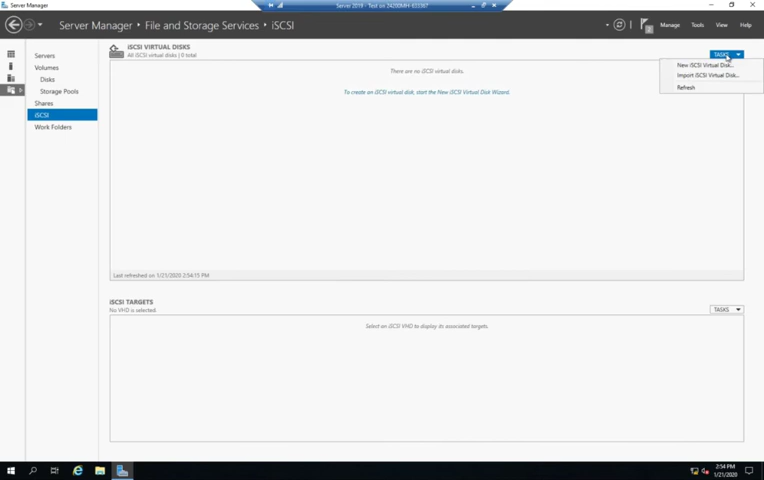 Server Manager
Server 2019 - Test on 24200MH-K33367
Server Manager › File and Storage Services › iSCSI
Manage Tools View Help
2
Servers
Volumes
Disks
Storage Pools
Shares
iSCSI
Work Folders
iSCSI VIRTUAL DISKS
All iSCSI virtual disks | 0 total
TASKS
New iSCSI Virtual Disk...
Import iSCSI Virtual Disk...
Refresh
There are no iSCSI virtual disks.
To create an iSCSI virtual disk, start the New iSCSI Virtual Disk Wizard.
Last refreshed on 1/21/2020 2:54:15 PM
iSCSI TARGETS
No VHD is selected.
TASKS
Select an iSCSI VHD to display its associated targets.
2:54 PM
1/21/2020